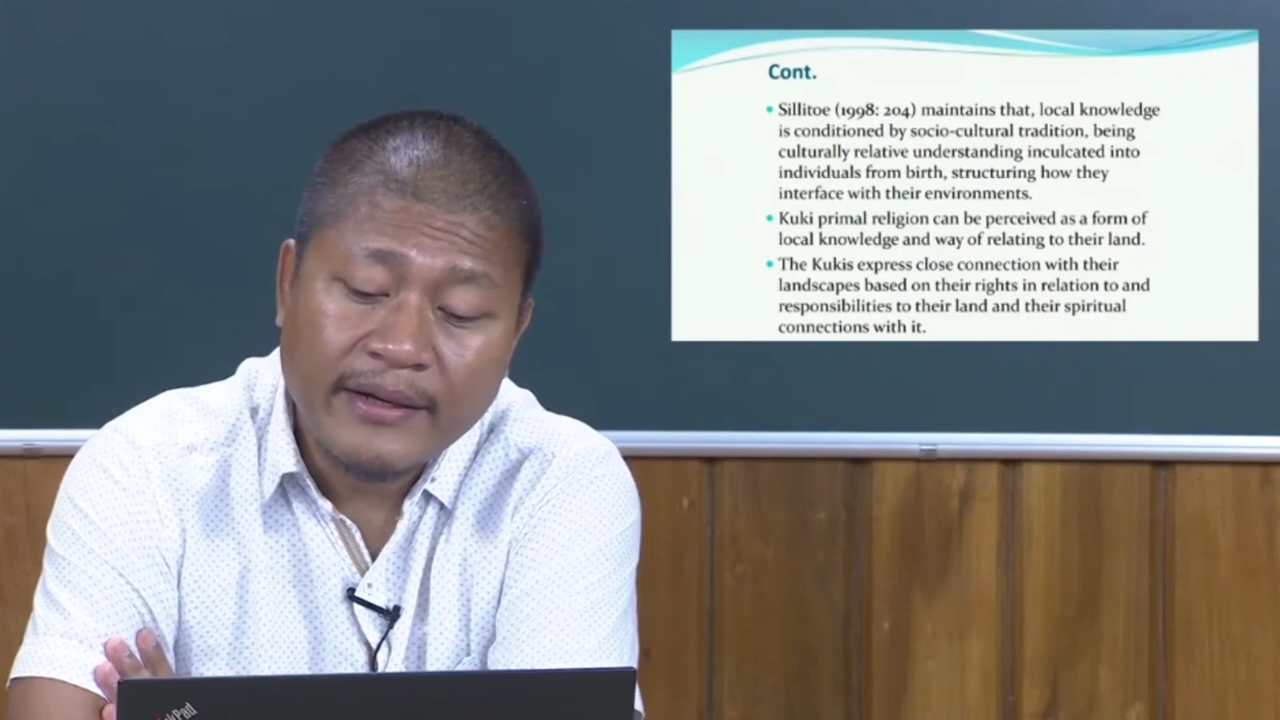 Cont.
Sillitoe (1998: 204) maintains that, local knowledge
is conditioned by socio-cultural tradition, being
culturally relative understanding inculcated into
individuals from birth, structuring how they
interface with their environments.
Kuki primal religion can be perceived as a form of
local knowledge and way of relating to their land.
The Kukis express close connection with their
landscapes based on their rights in relation to and
responsibilities to their land and their spiritual
connections with it.